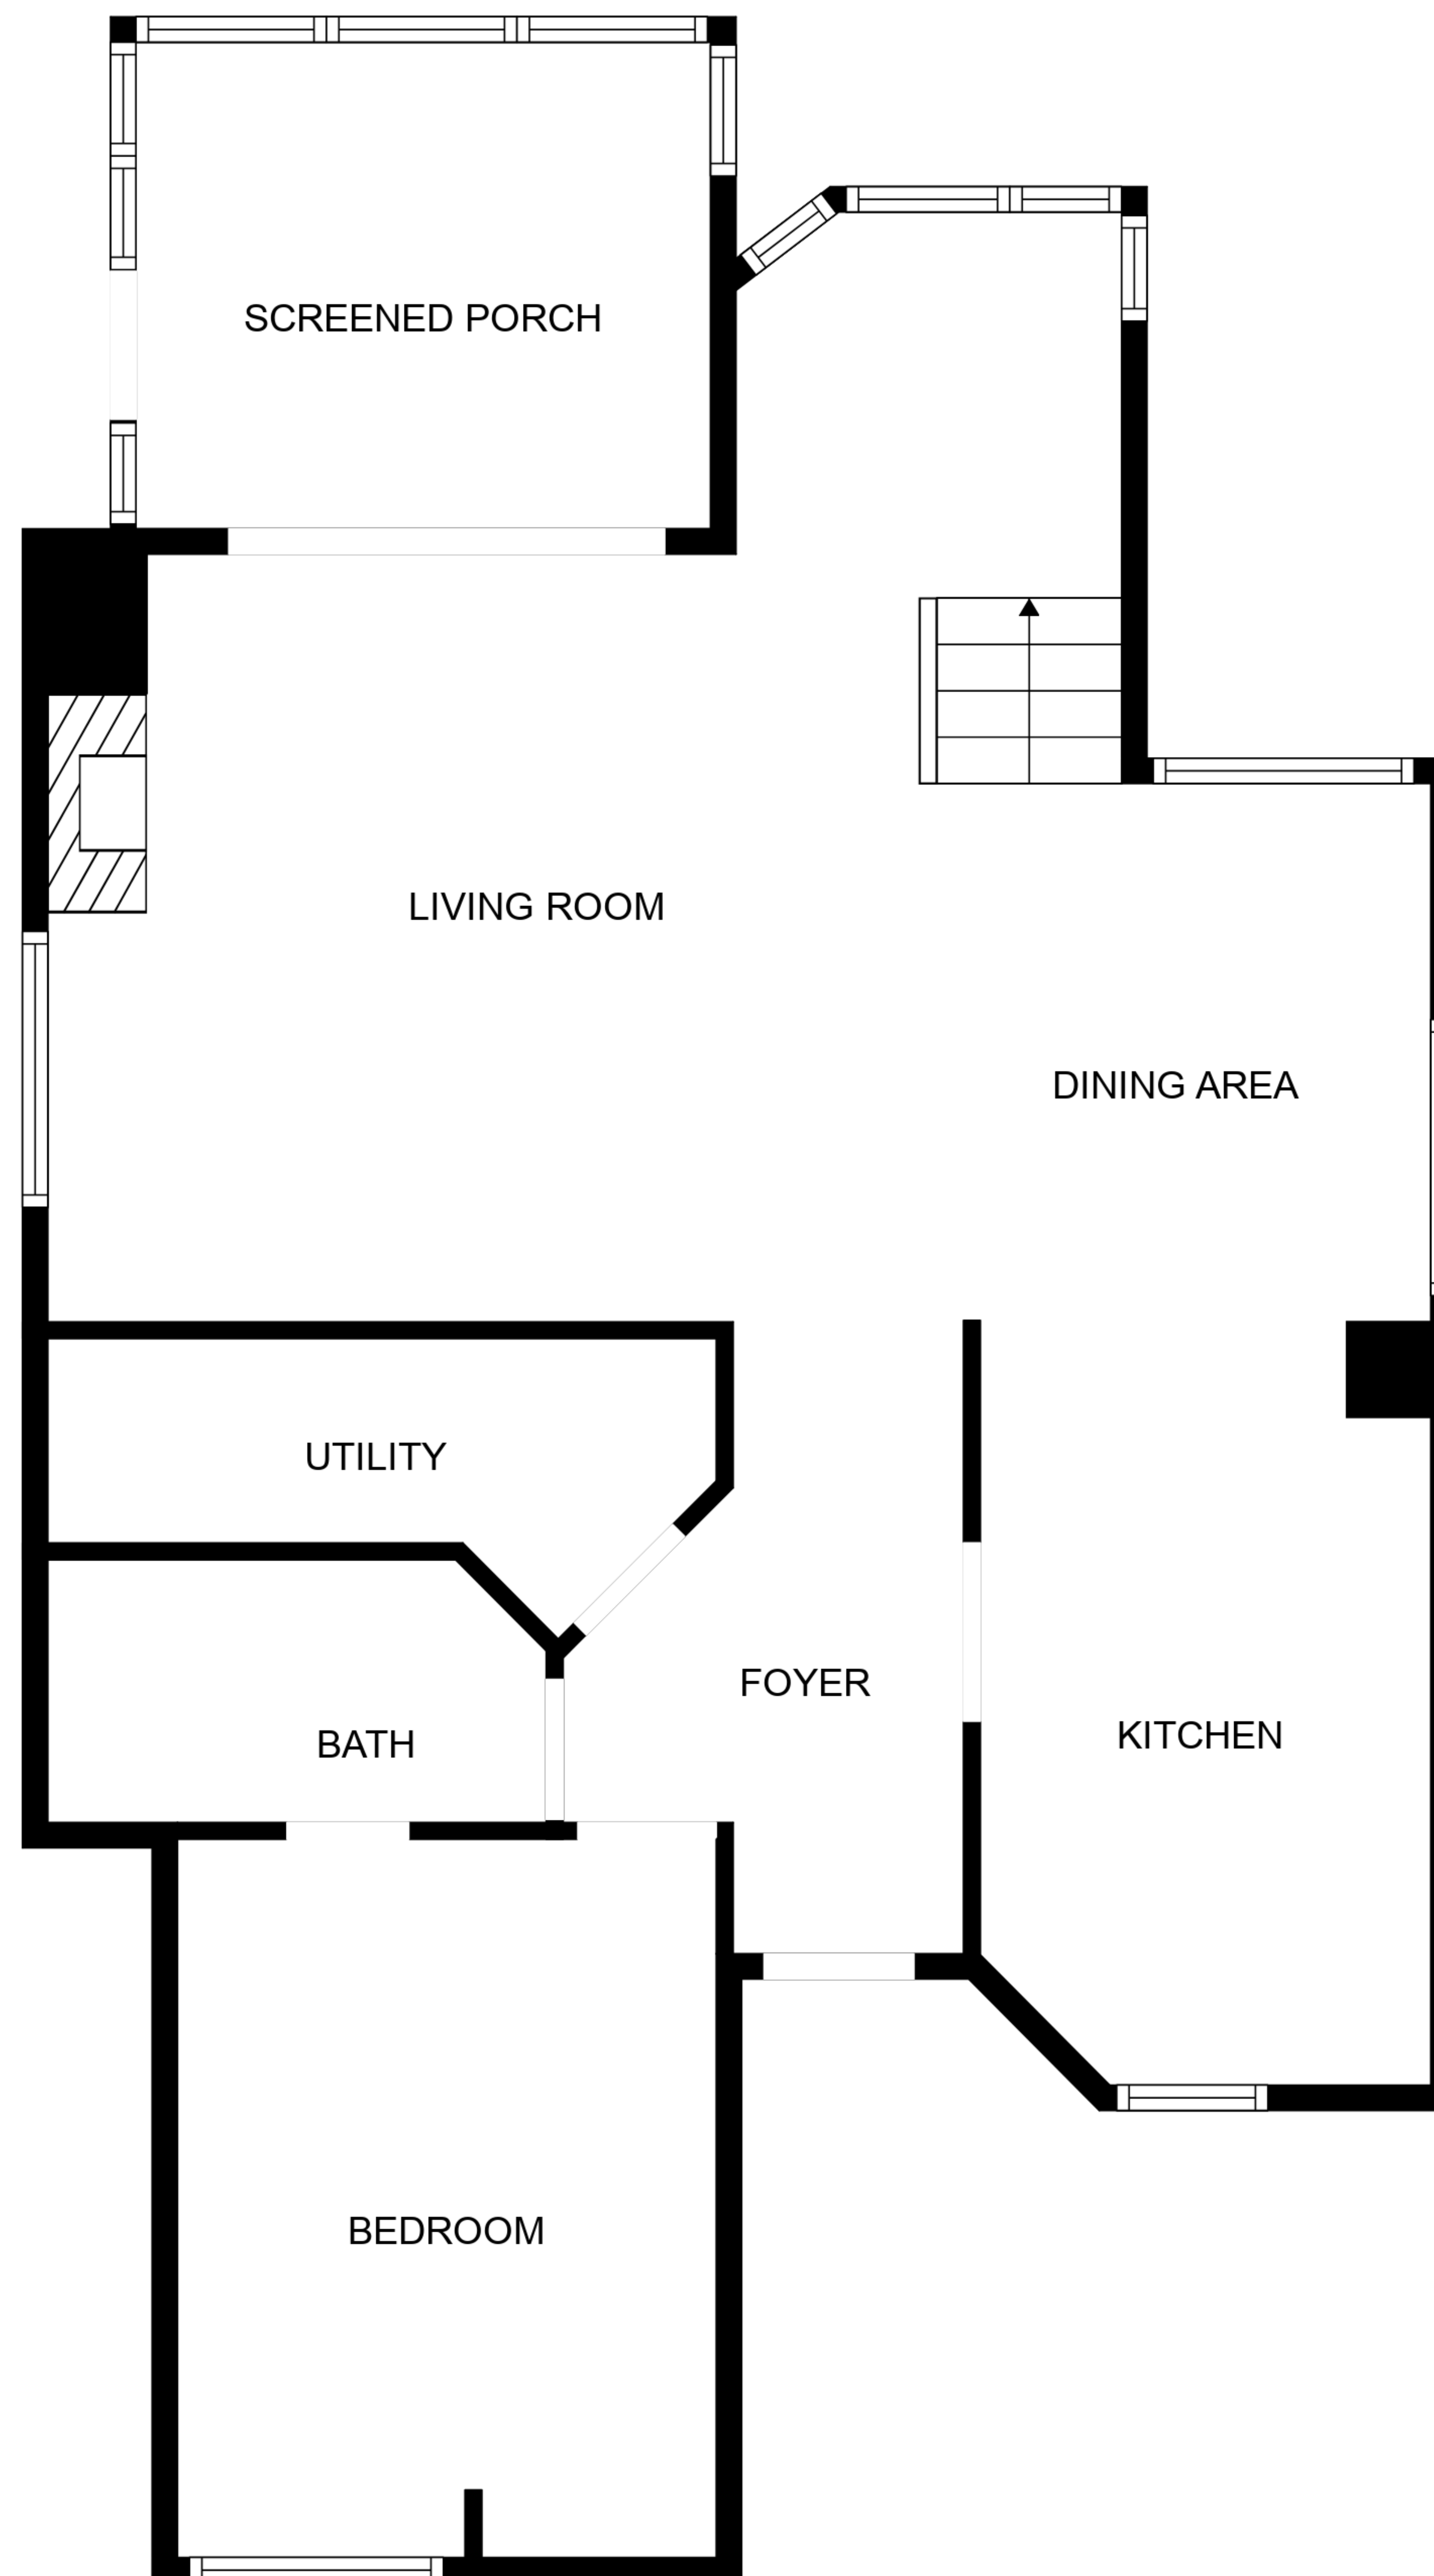 SCREENED PORCH
LIVING ROOM
DINING AREA
UTILITY
FOYER
KITCHEN
BATH
BEDROOM